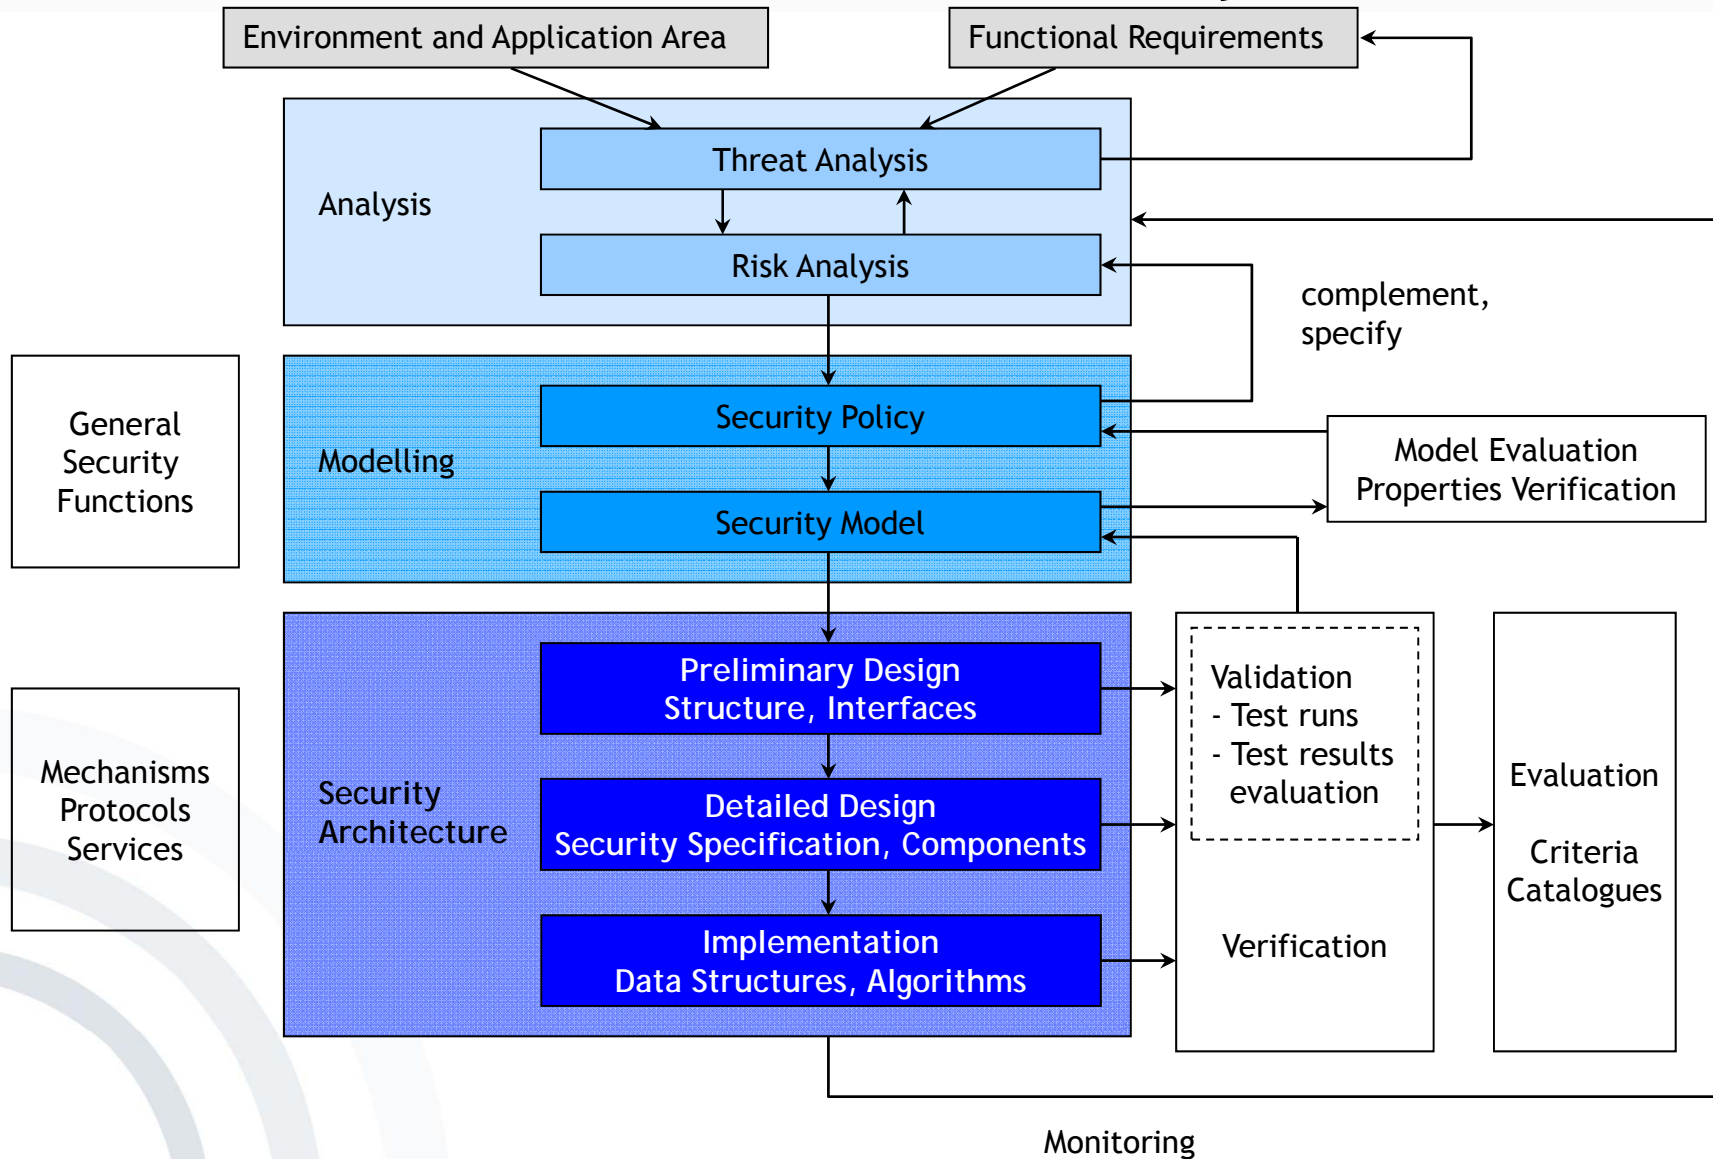 Environment and Application Area
Functional Requirements
Threat Analysis
Analysis
Risk Analysis
complement,
specify
General
Security
Functions
Security Policy
Modelling
Model Evaluation
Properties Verification
Security Model
Preliminary Design
Structure, Interfaces
Validation
- Test runs
- Test results
evaluation
Mechanisms
Protocols
Services
Security
Architecture
Detailed Design
Security Specification, Components
Evaluation
Criteria
Catalogues
Implementation
Data Structures, Algorithms
Verification
Monitoring